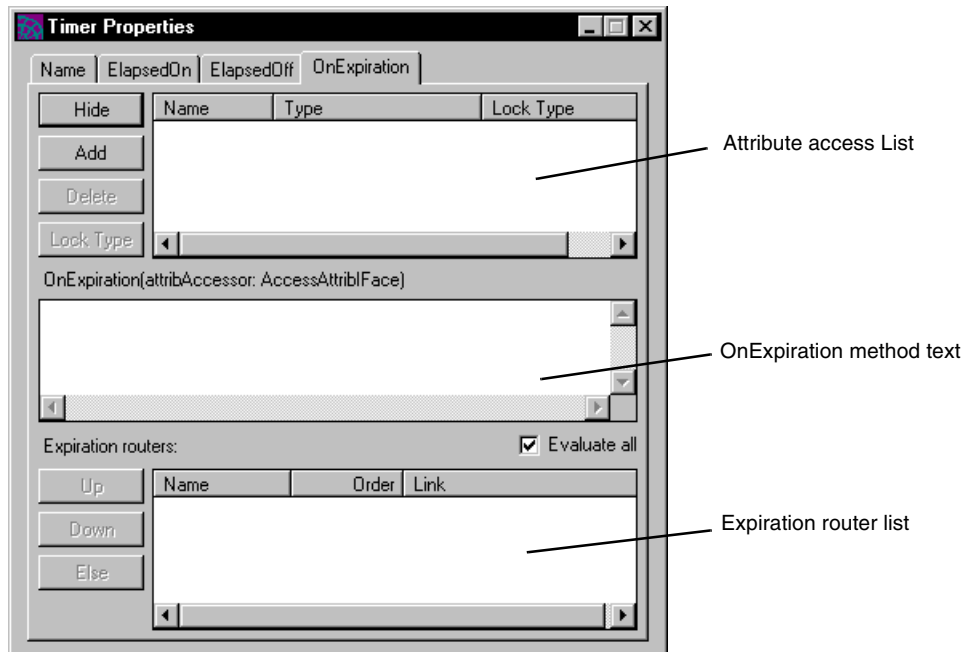 Timer Properties
Name ElapsedOn ElapsedOff OnExpiration
Hide Name Type Lock Type
Add
Delete
Lock Type
Attribute access List
OnExpiration(attribAccessor: AccessAttribIFace)
OnExpiration method text
Expiration routers: Evaluate all
Up Name Order Link
Down
Else
Expiration router list